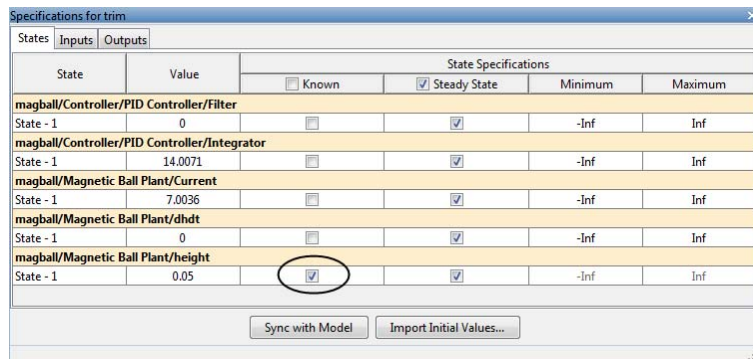 Specifications for trim
States Inputs Outputs
State Value State Specifications
Known Steady State Minimum Maximum
magball/Controller/PID Controller/Filter
State - 1 0 -Inf Inf
magball/Controller/PID Controller/Integrator
State - 1 14.0071 -Inf Inf
magball/Magnetic Ball Plant/Current
State - 1 7.0036 -Inf Inf
magball/Magnetic Ball Plant/dhdt
State - 1 0 -Inf Inf
magball/Magnetic Ball Plant/height
State - 1 0.05 -Inf Inf
Sync with Model Import Initial Values...